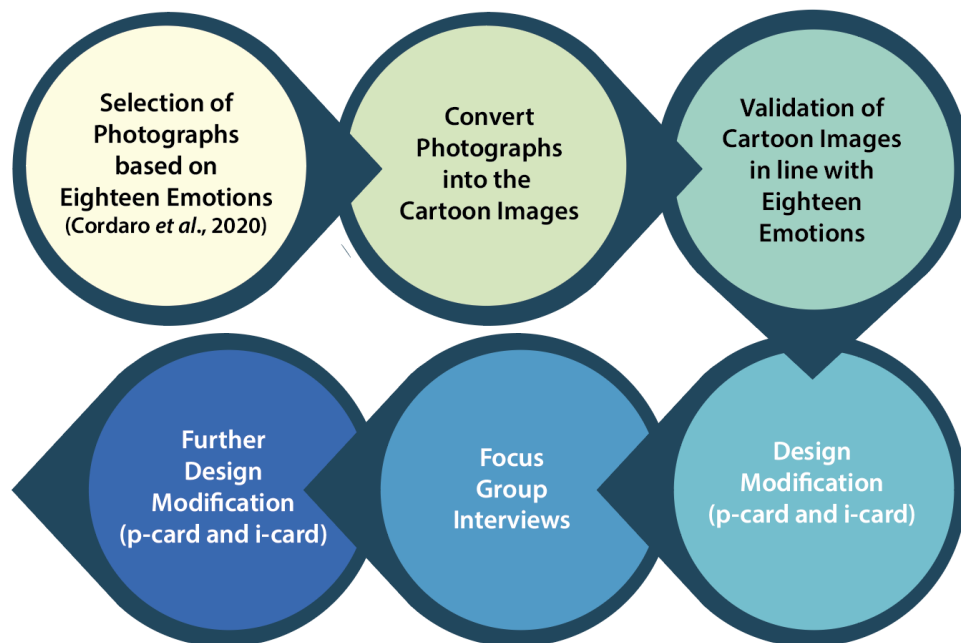 Selection of
Photographs
based on
Eighteen Emotions
(Cordaro et al., 2020)
Convert
Photographs
into the
Cartoon Images
Validation of
Cartoon Images
in line with
Eighteen
Emotions
Design
Modification
(p-card and i-card)
Focus
Group
Interviews
Further
Design
Modification
(p-card and i-card)